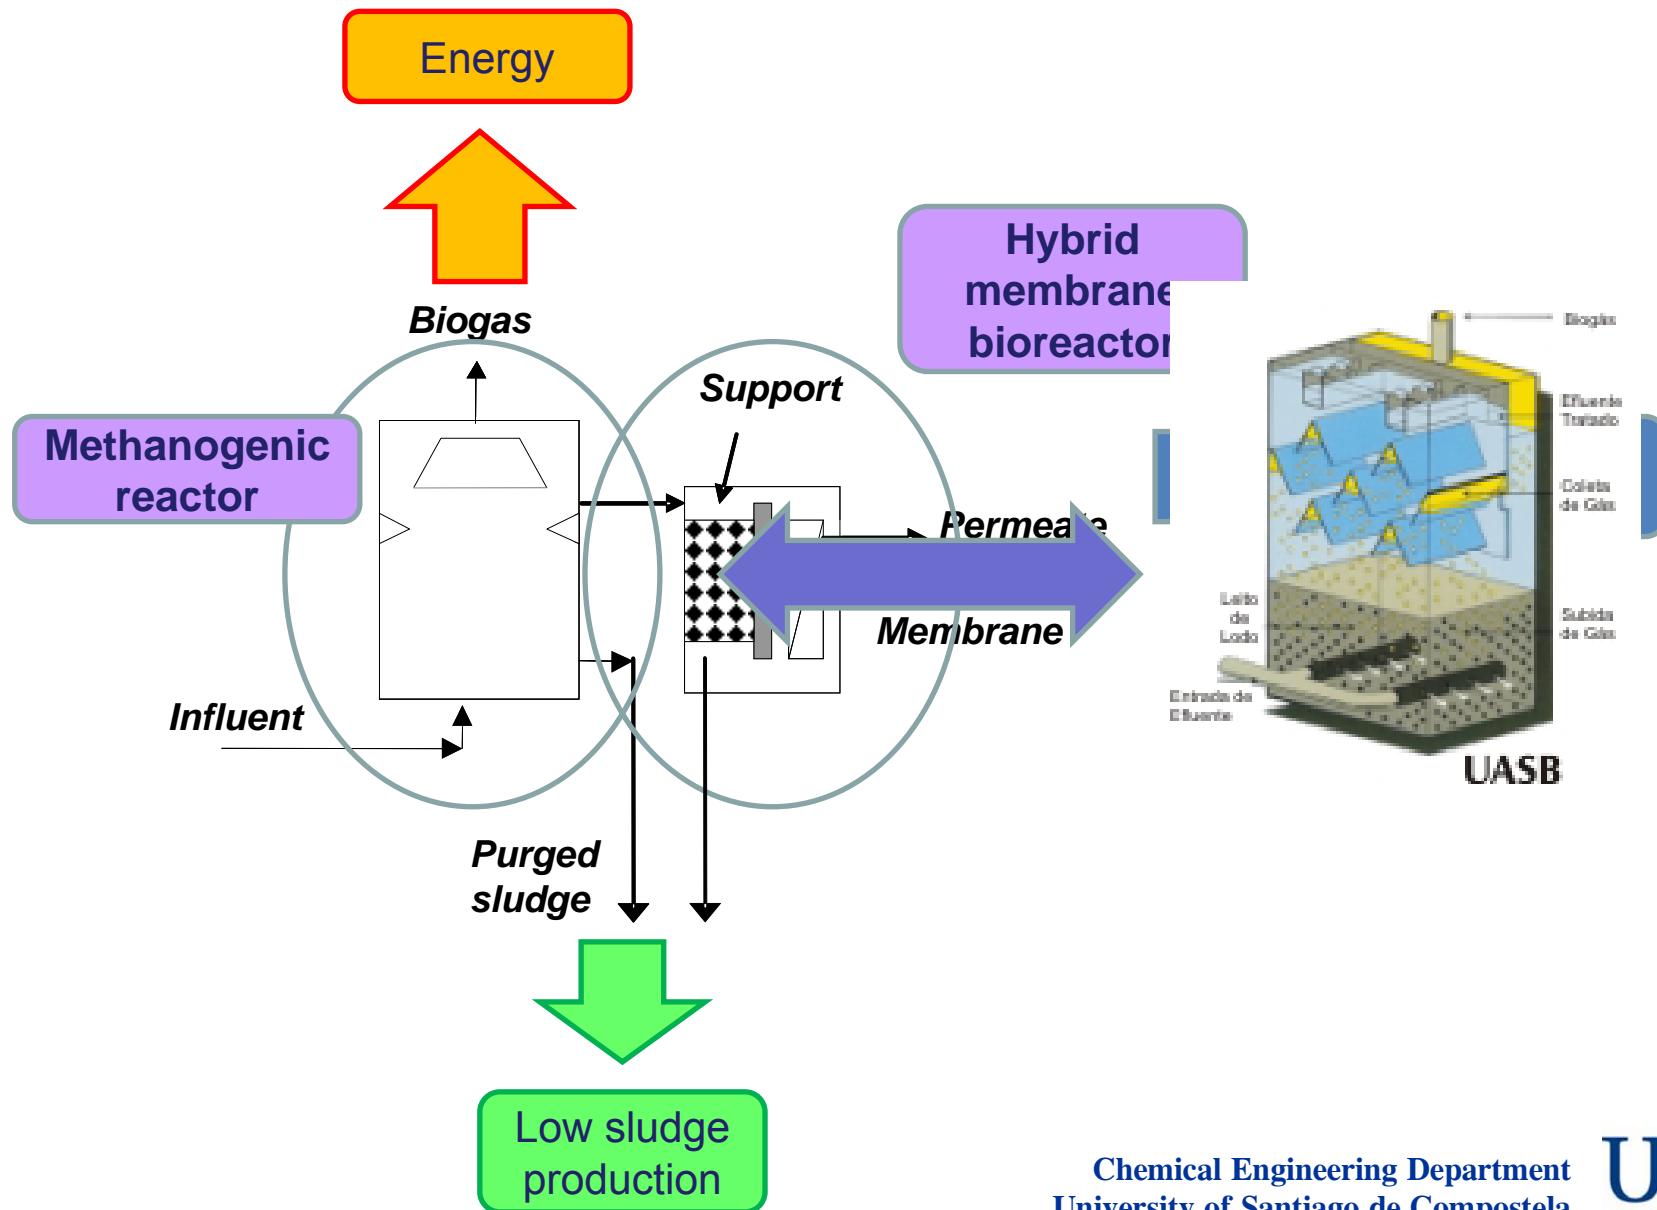 Energy
Hybrid
membrane
bioreactor
Biogas
Support
Methanogenic
reactor
Permeate
Membrane
Influent
Purged
sludge
Low sludge
production
Biogás
Efluente
Tratado
Coleta
de Gás
Leito
de
Lodo
Subida
de Gás
Entrada de
Efluente
UASB
Chemical Engineering Department
University of Santiago de Compostela
U